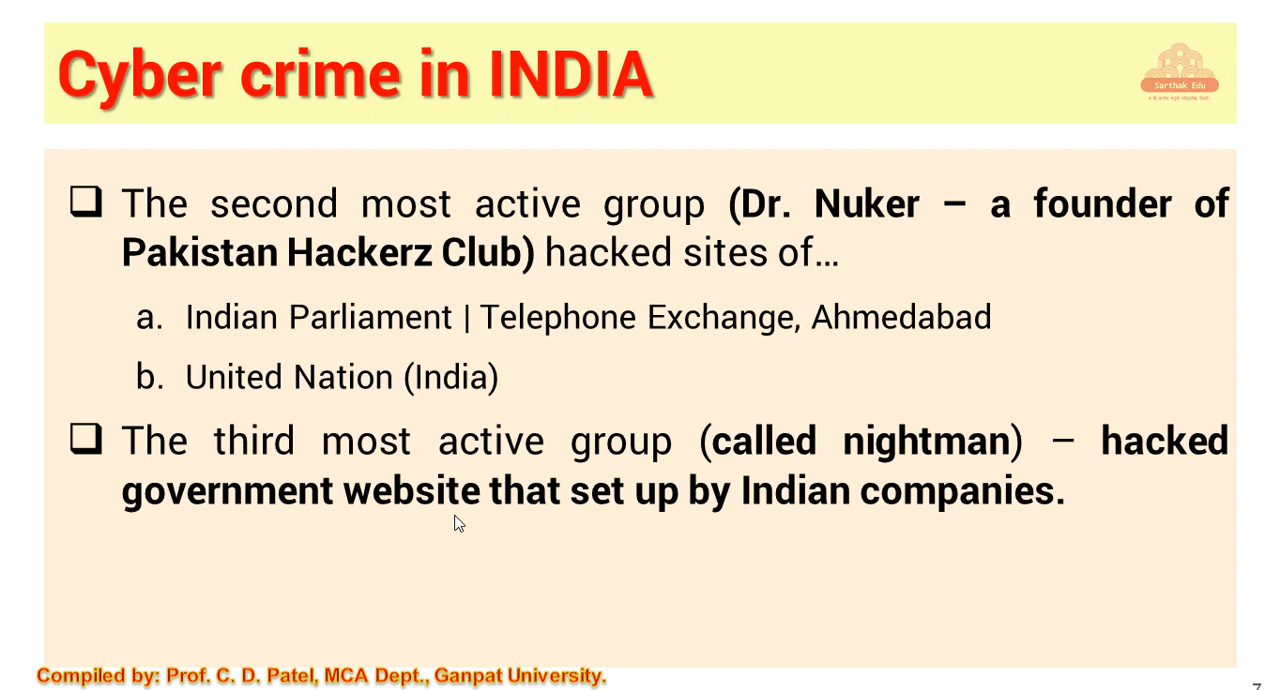 Cyber crime in INDIA
Sarthak Edu
❑ The second most active group (Dr. Nuker – a founder of
Pakistan Hackerz Club) hacked sites of…
a. Indian Parliament | Telephone Exchange, Ahmedabad
b. United Nation (India)
❑ The third most active group (called nightman) – hacked
government website that set up by Indian companies.
Compiled by: Prof. C. D. Patel, MCA Dept., Ganpat University.
7